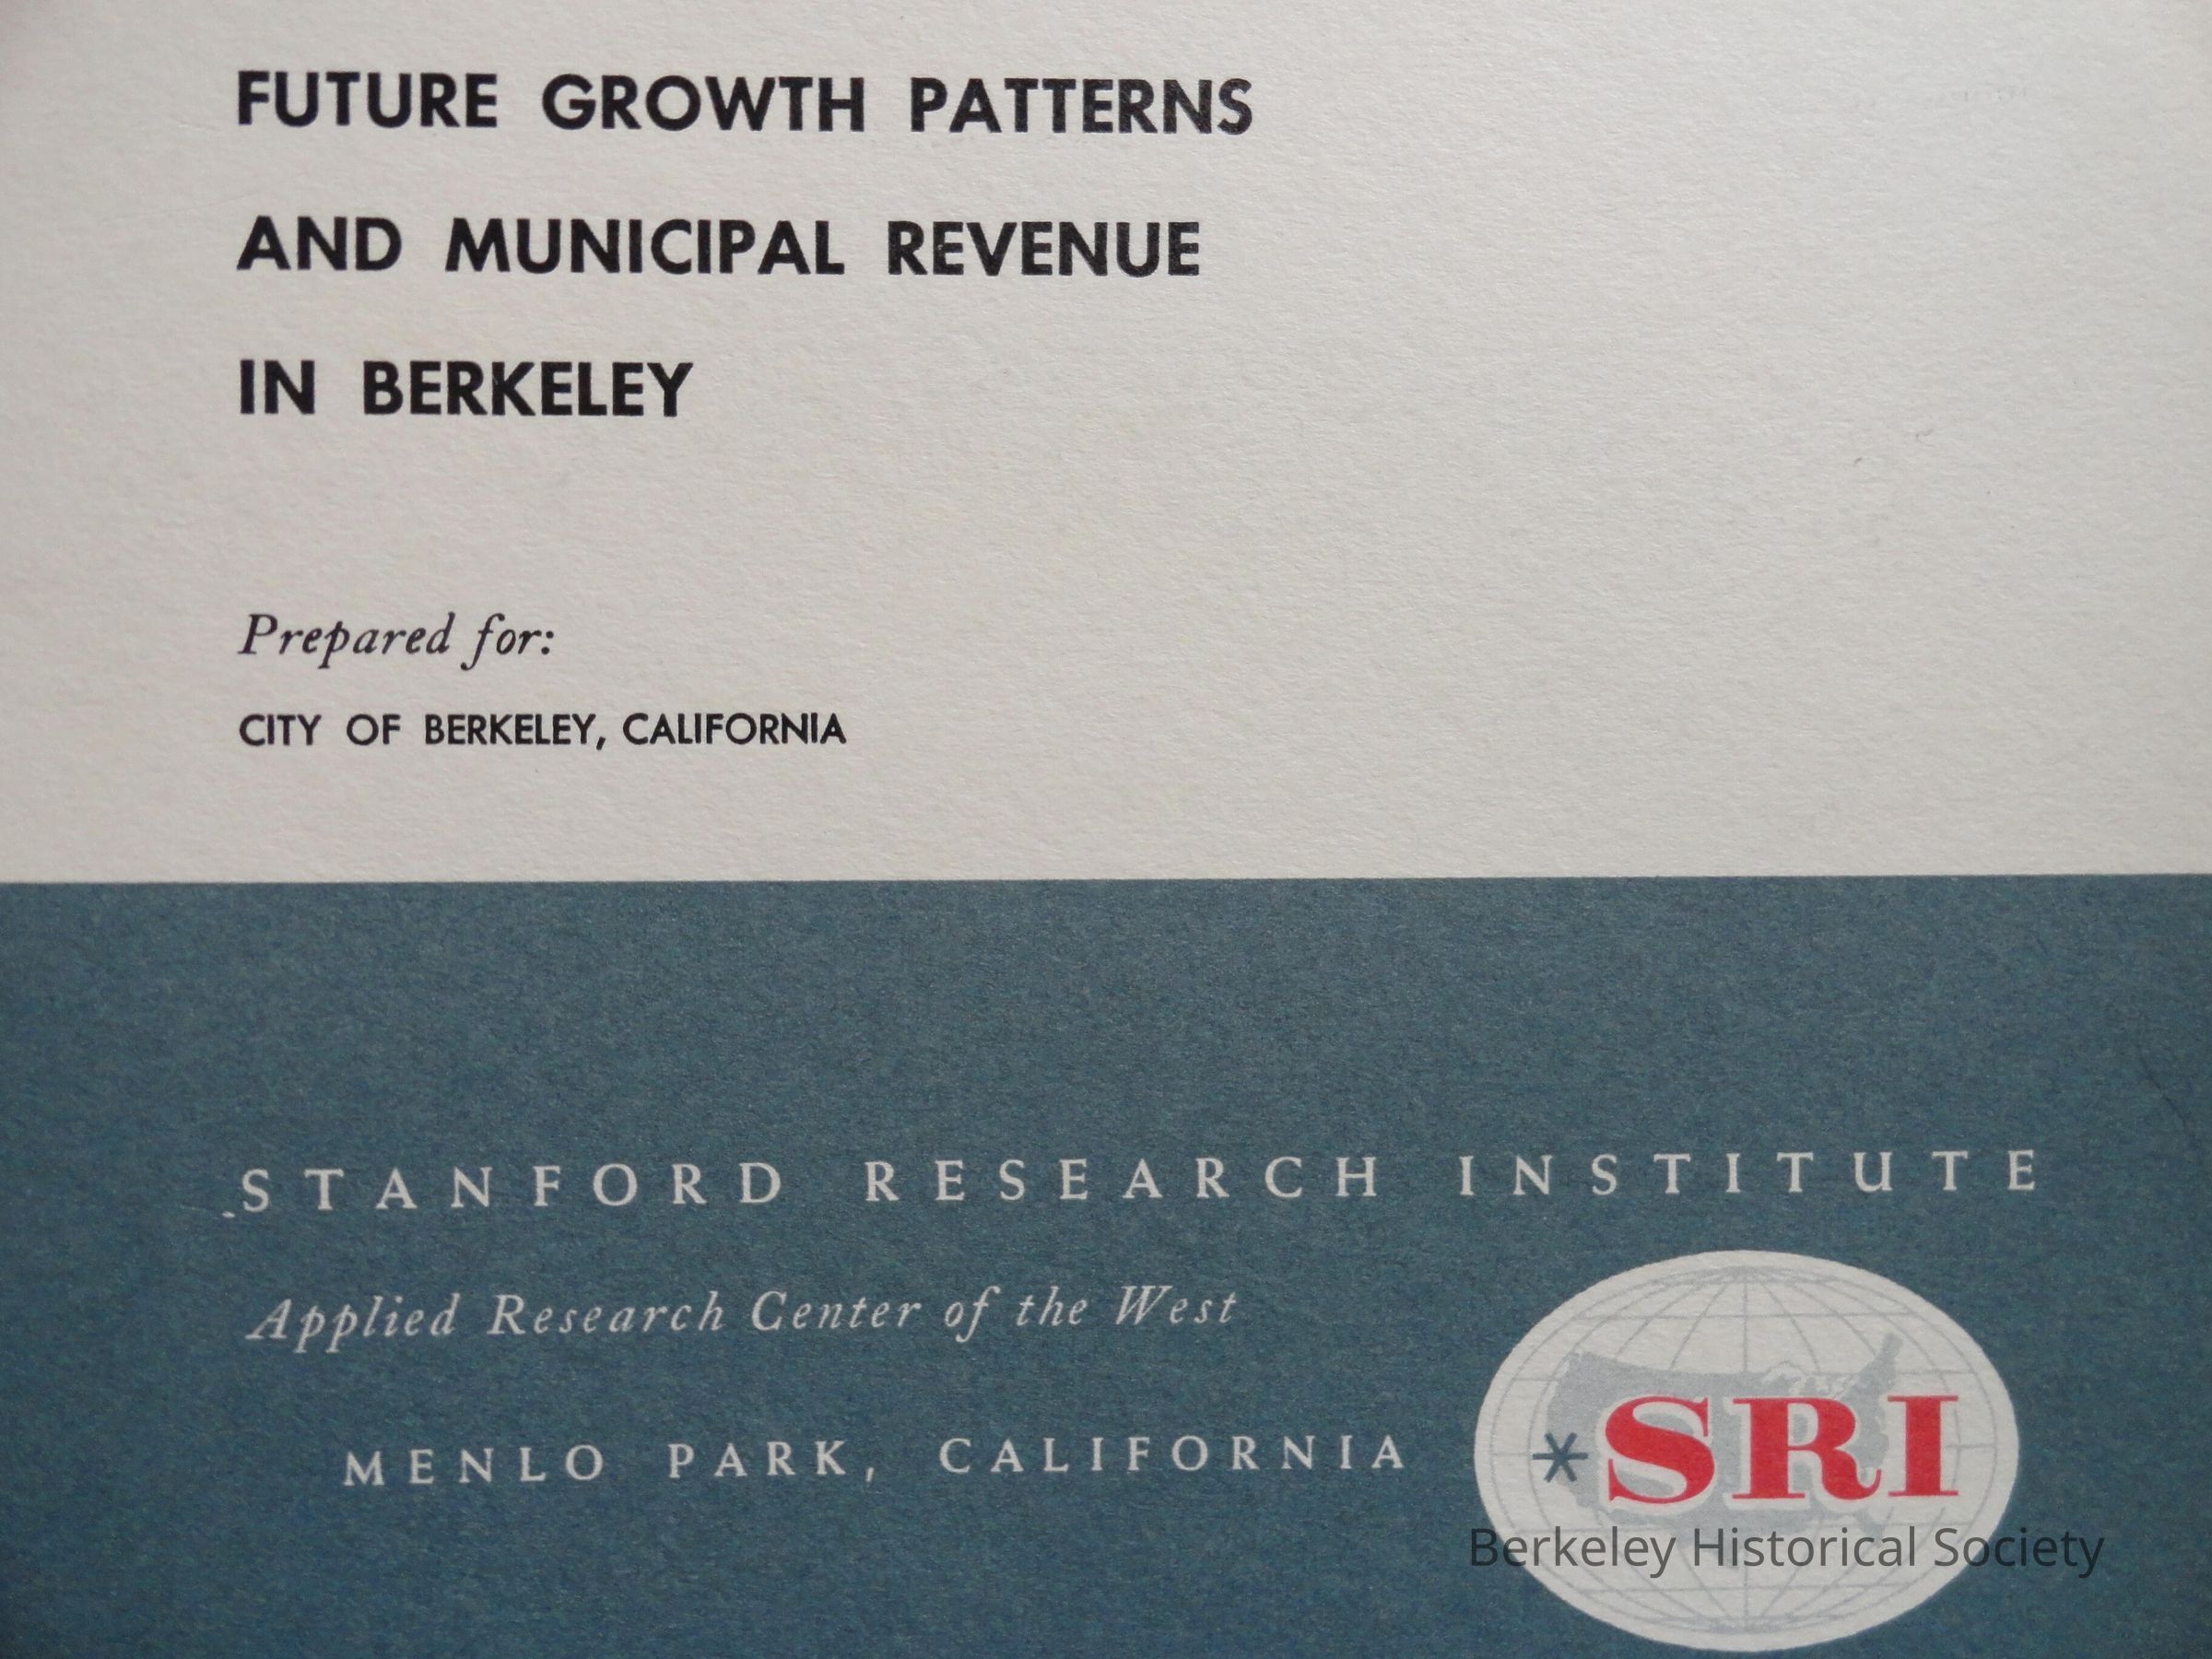 FUTURE GROWTH PATTERNS
AND MUNICIPAL REVENUE
IN BERKELEY
Prepared for:
CITY OF BERKELEY, CALIFORNIA
STANFORD RESEARCH INSTITUTE
Applied Research Center of the West
MENLO PARK, CALIFORNIA
*SRI
Berkeley Historical Society